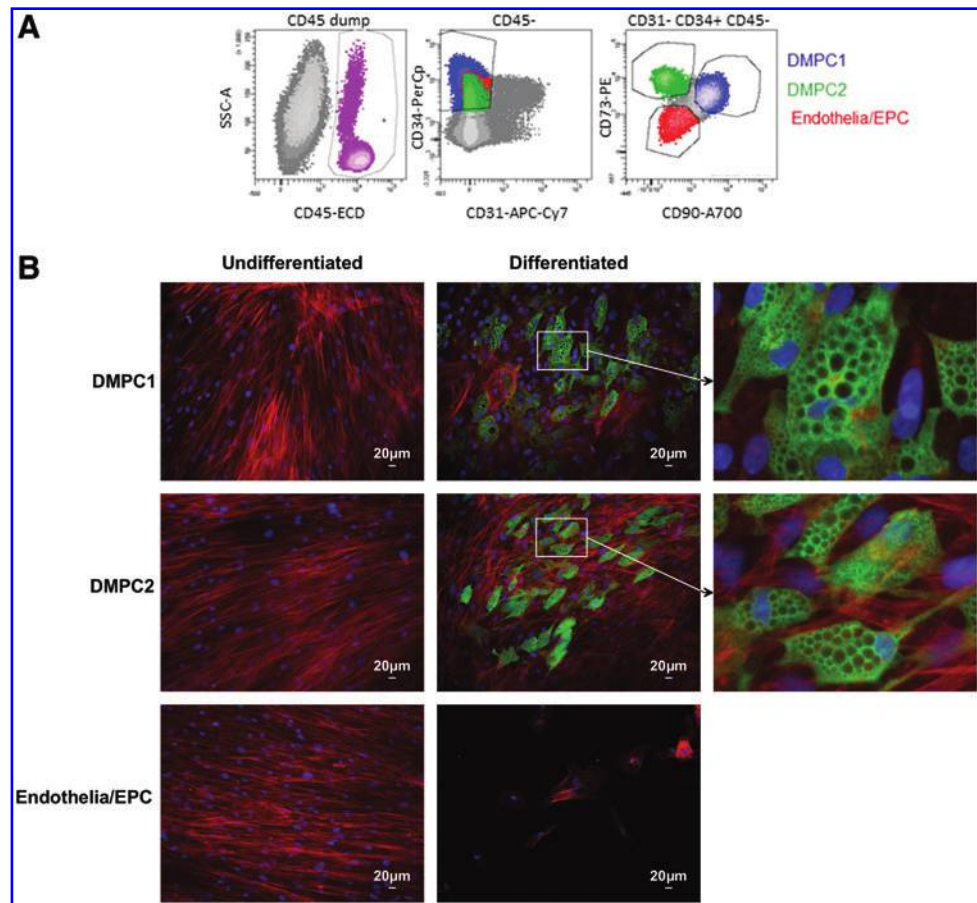 A
CD45 dump
CD45-
CD31- CD34+ CD45-
SSC-A
CD34-PerCp
CD73-PE
DMPC1
DMPC2
Endothelia/EPC
CD45-ECD
CD31-APC-Cy7
CD90-A700
B
Undifferentiated
Differentiated
DMPC1
20µm
20µm
DMPC2
20µm
20µm
Endothelia/EPC
20µm
20µm